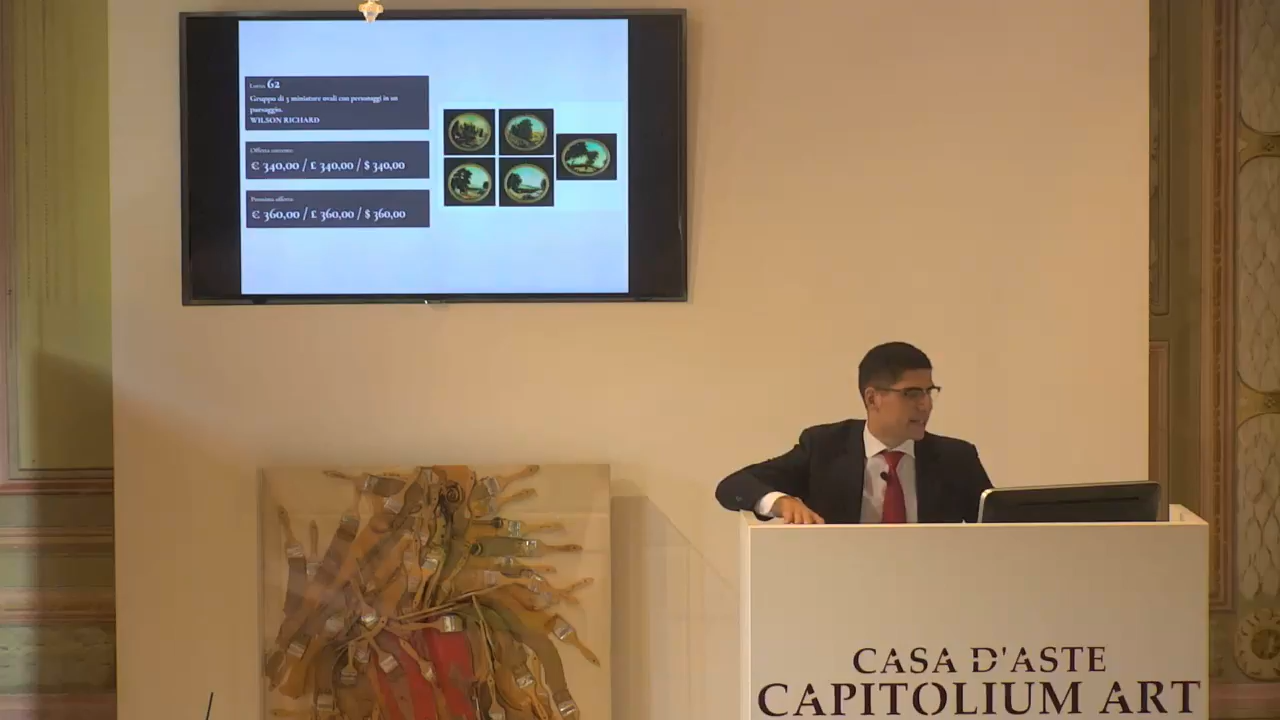 Lotto 62
Gruppo di 5 miniature ovali con personaggi in un
paesaggio.
WILSON RICHARD
Offerta corrente
€ 340,00 / £ 340,00 / $ 340,00
Prossima offerta
€ 360,00 / £ 360,00 / $ 360,00
CASA D'ASTE
CAPITOLIUM ART